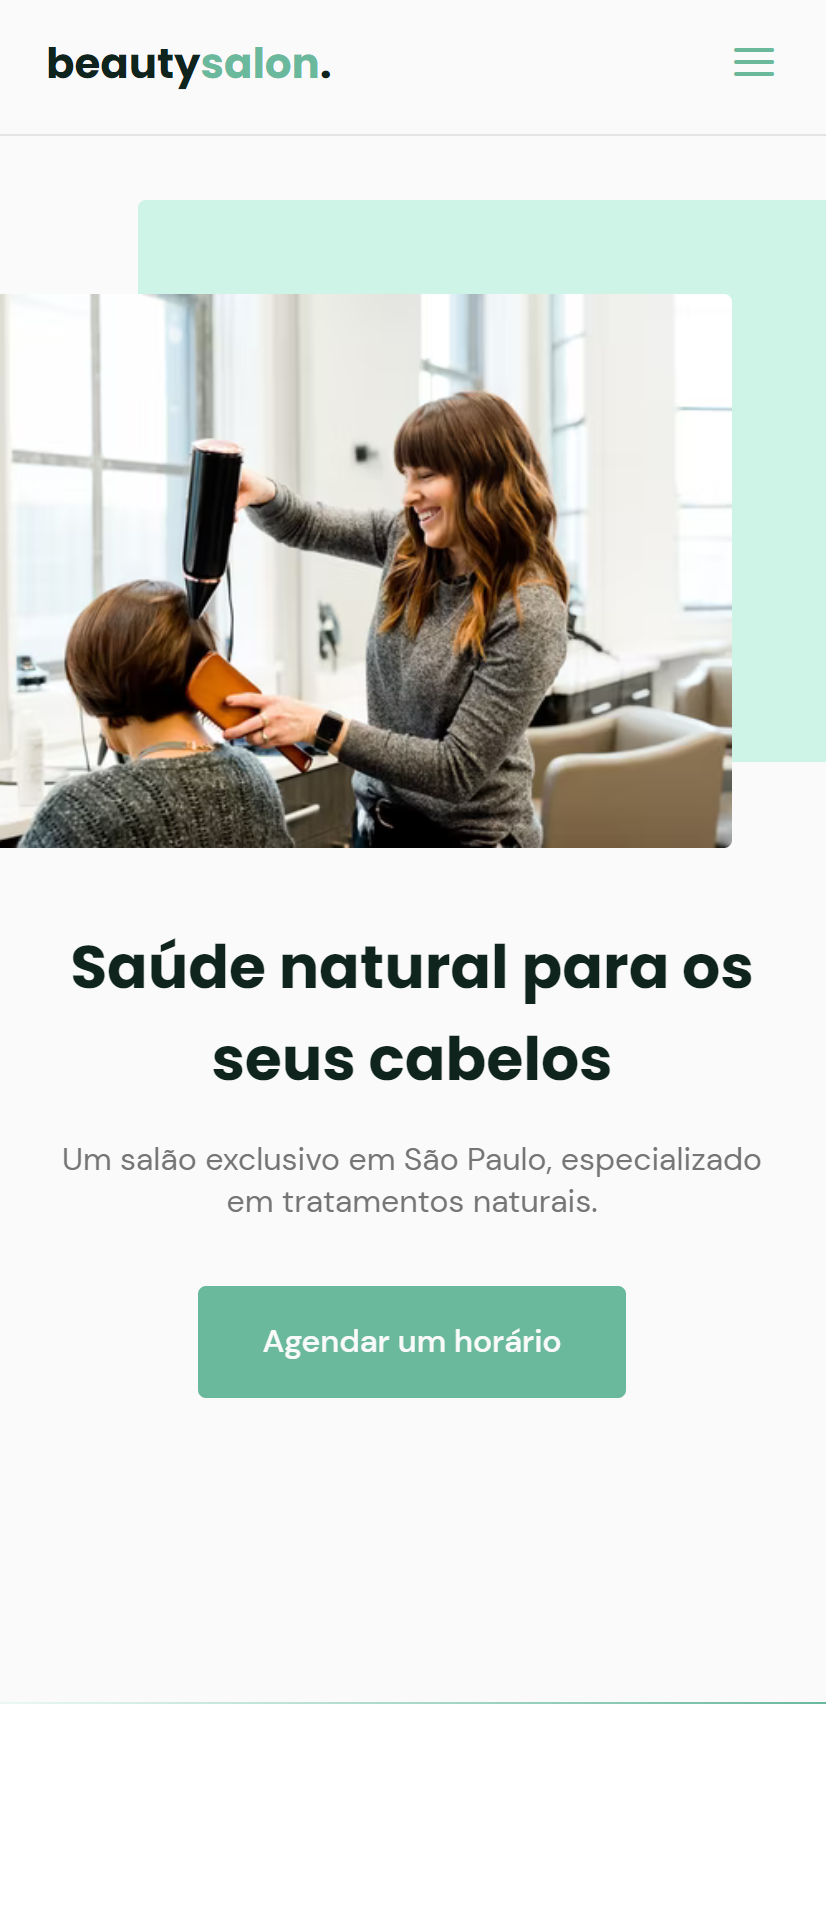 beautysalon.
Saúde natural para os
seus cabelos
Um salão exclusivo em São Paulo, especializado
em tratamentos naturais.
Agendar um horário